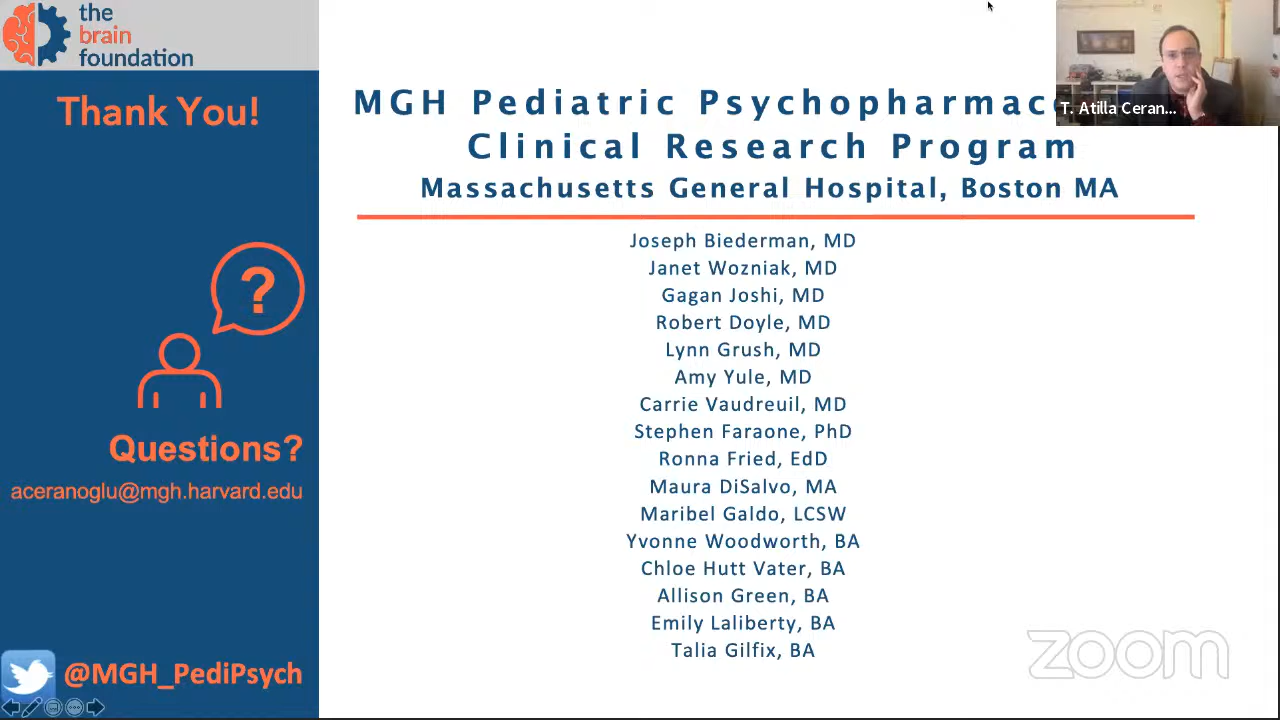 the
brain
foundation
Thank You!
?
Questions?
aceranoglu@mgh.harvard.edu
@MGH_PediPsych
MGH Pediatric Psychopharmac
Clinical Research Program
Massachusetts General Hospital, Boston MA
Joseph Biederman, MD
Janet Wozniak, MD
Gagan Joshi, MD
Robert Doyle, MD
Lynn Grush, MD
Amy Yule, MD
Carrie Vaudreuil, MD
Stephen Faraone, PhD
Ronna Fried, EdD
Maura DiSalvo, MA
Maribel Galdo, LCSW
Yvonne Woodworth, BA
Chloe Hutt Vater, BA
Allison Green, BA
Emily Laliberty, BA
Talia Gilfix, BA
T. Atilla Ceran...
zoom